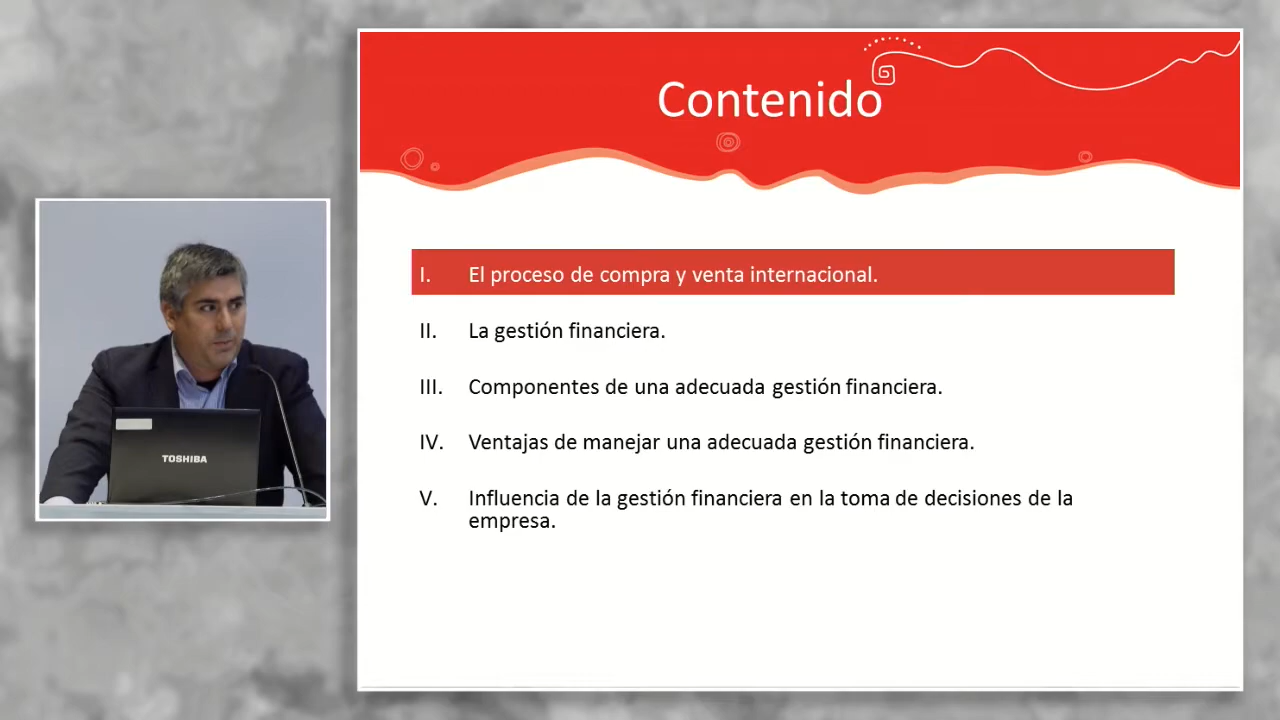 Contenido
I. El proceso de compra y venta internacional.
II. La gestión financiera.
III. Componentes de una adecuada gestión financiera.
IV. Ventajas de manejar una adecuada gestión financiera.
V. Influencia de la gestión financiera en la toma de decisiones de la
empresa.
TOSHIBA